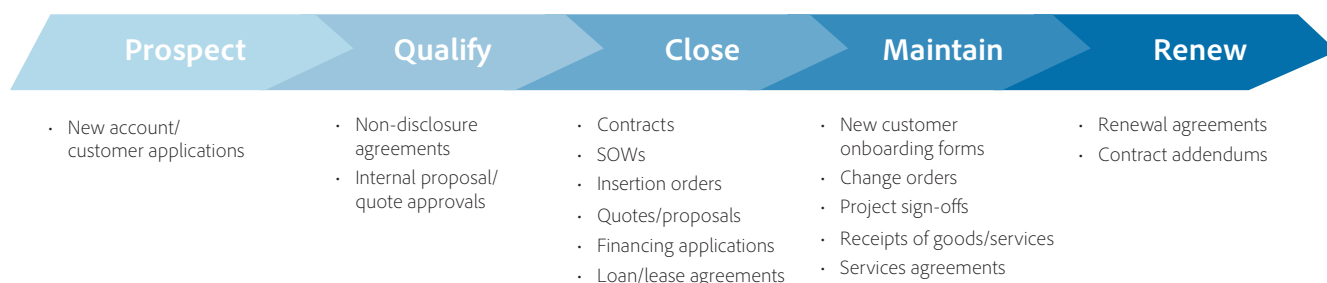 Prospect
Qualify
Close
Maintain
Renew
· New account/
customer applications
· Non-disclosure
agreements
· Internal proposal/
quote approvals
· Contracts
· SOWs
· Insertion orders
· Quotes/proposals
· Financing applications
· Loan/lease agreements
· New customer
onboarding forms
· Change orders
· Project sign-offs
· Receipts of goods/services
· Services agreements
· Renewal agreements
· Contract addendums